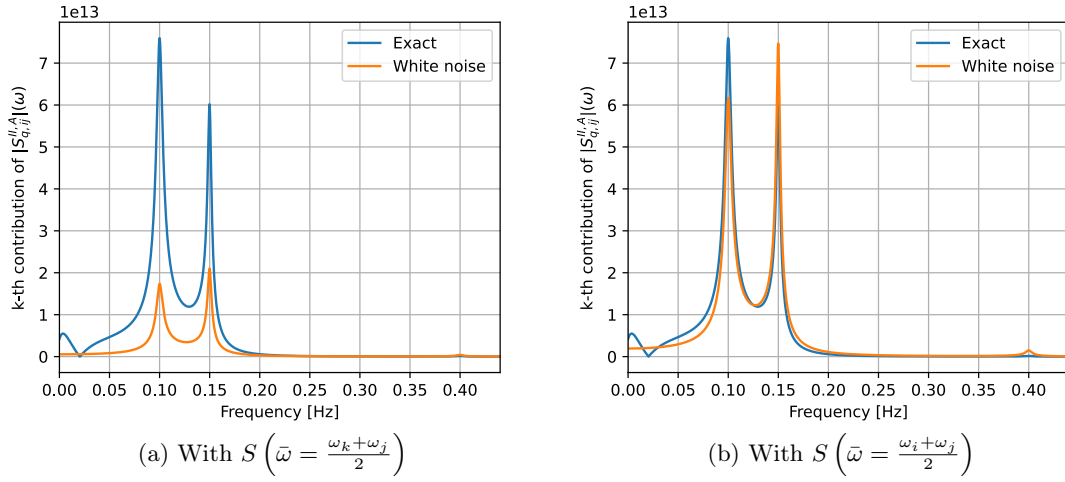 1e13
Exact
White noise
k-th contribution of |S_{q,ij}^{II,A}|(ω)
7
6
5
4
3
2
1
0
0.00 0.05 0.10 0.15 0.20 0.25 0.30 0.35 0.40
Frequency [Hz]
(a) With S (ω̄ = (ω_k+ω_j)/2)
1e13
Exact
White noise
k-th contribution of |S_{q,ij}^{II,A}|(ω)
7
6
5
4
3
2
1
0
0.00 0.05 0.10 0.15 0.20 0.25 0.30 0.35 0.40
Frequency [Hz]
(b) With S (ω̄ = (ω_i+ω_j)/2)